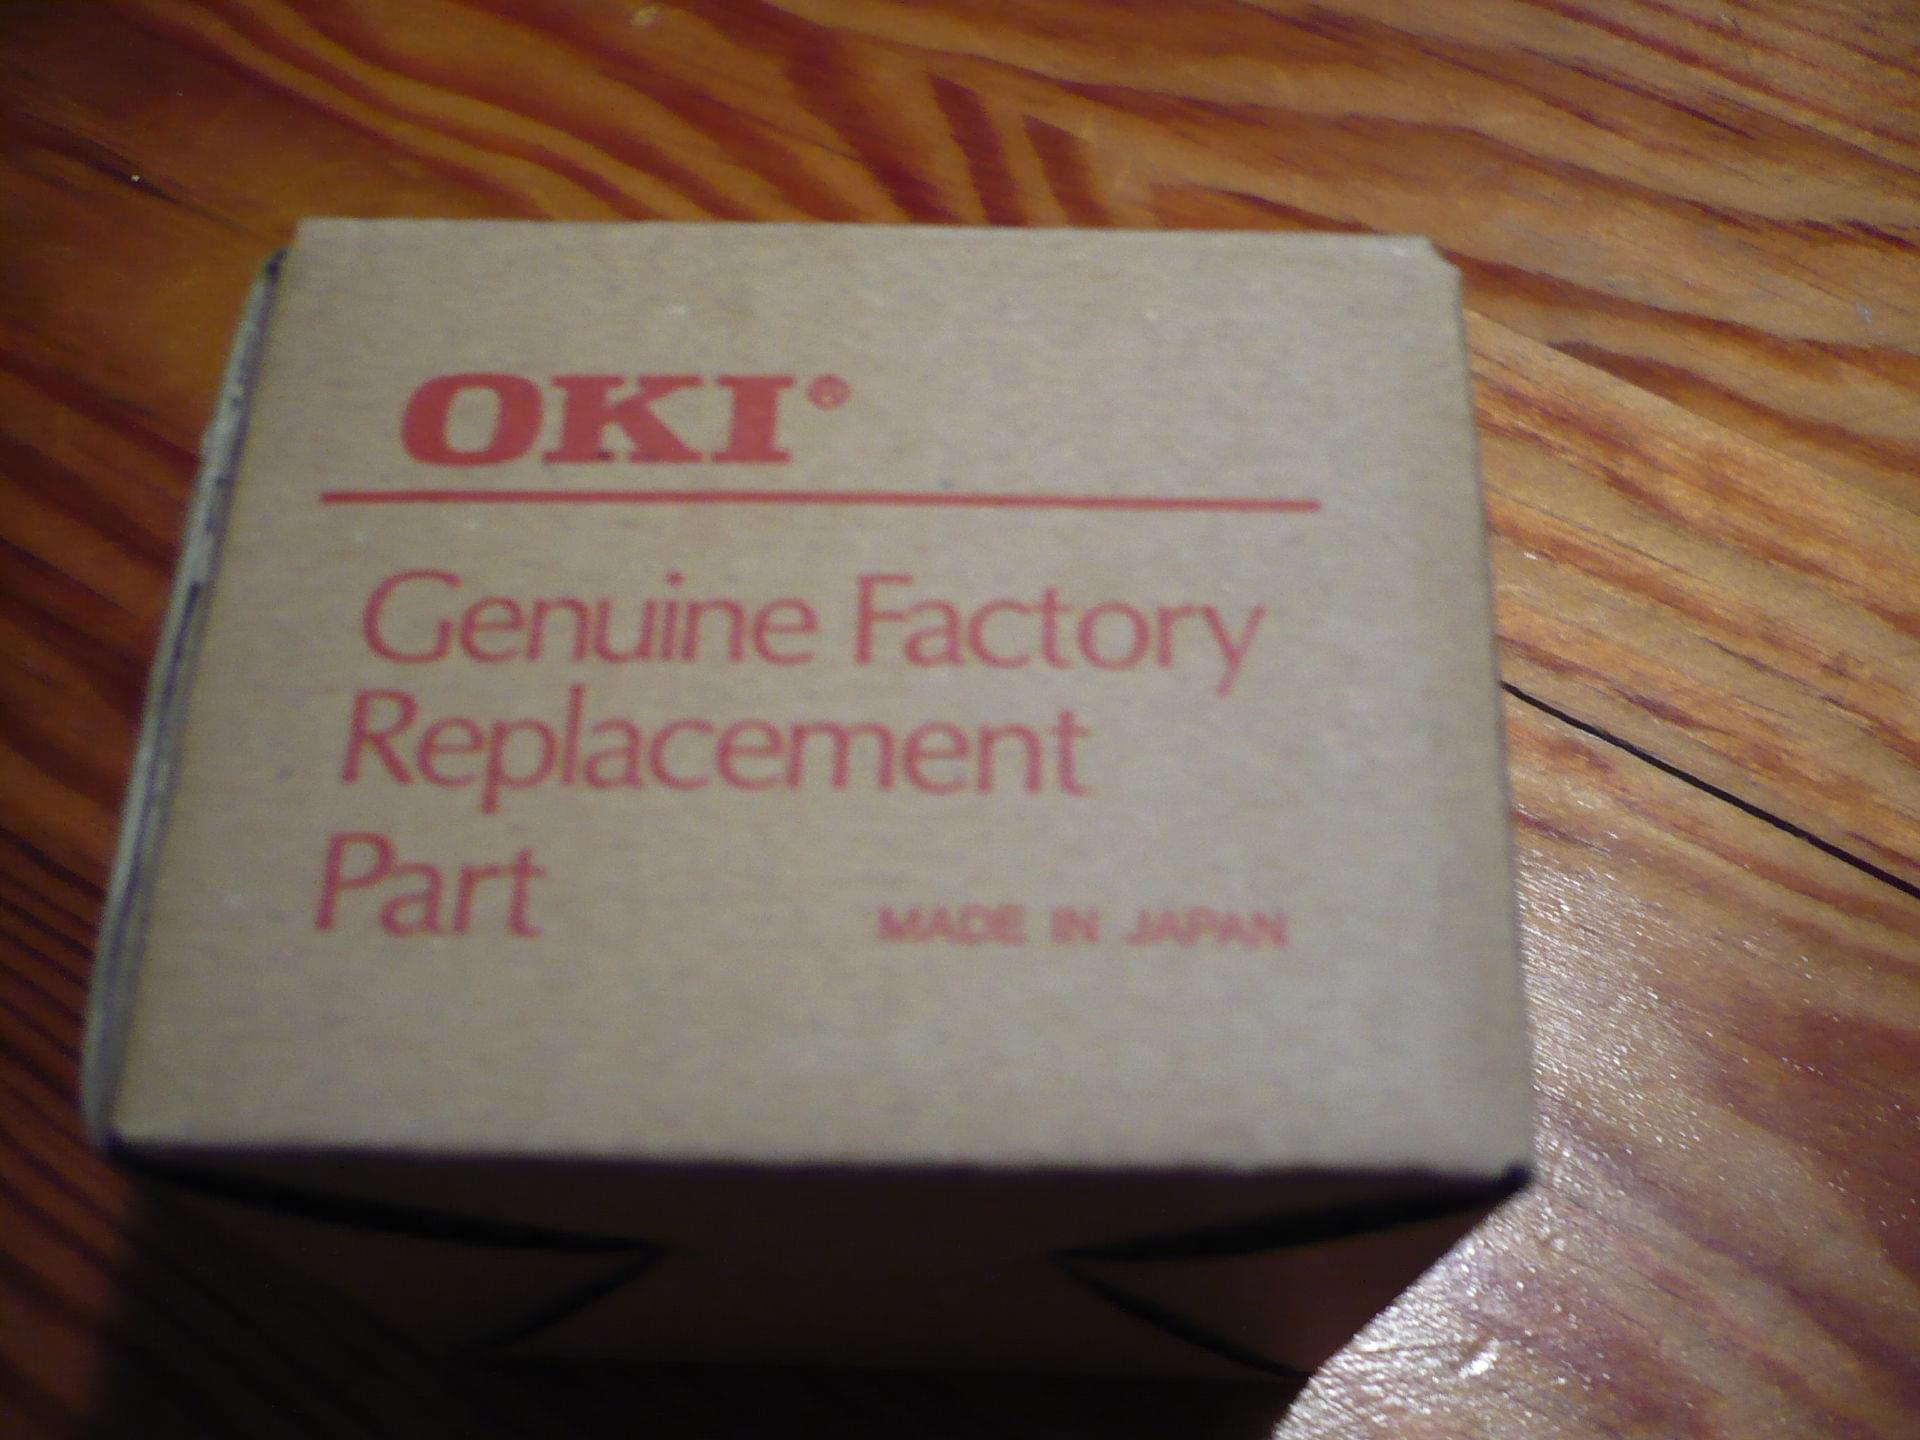 OKI®
Genuine Factory
Replacement
Part
MADE IN JAPAN